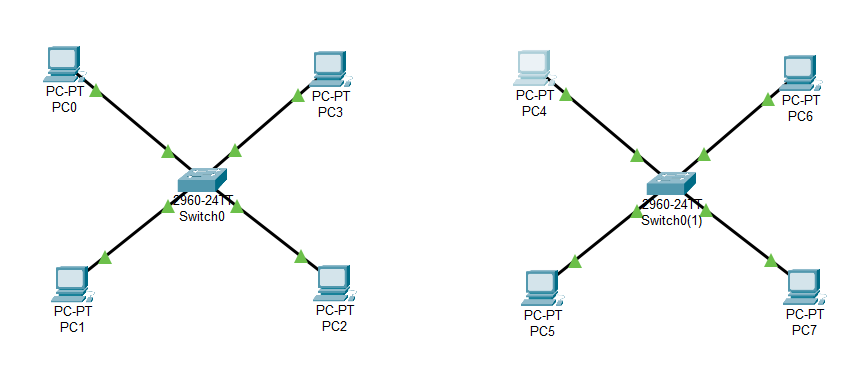 PC-PT
PC0
PC-PT
PC3
2960-24TT
Switch0
PC-PT
PC1
PC-PT
PC2
PC-PT
PC4
PC-PT
PC6
2960-24TT
Switch0(1)
PC-PT
PC5
PC-PT
PC7